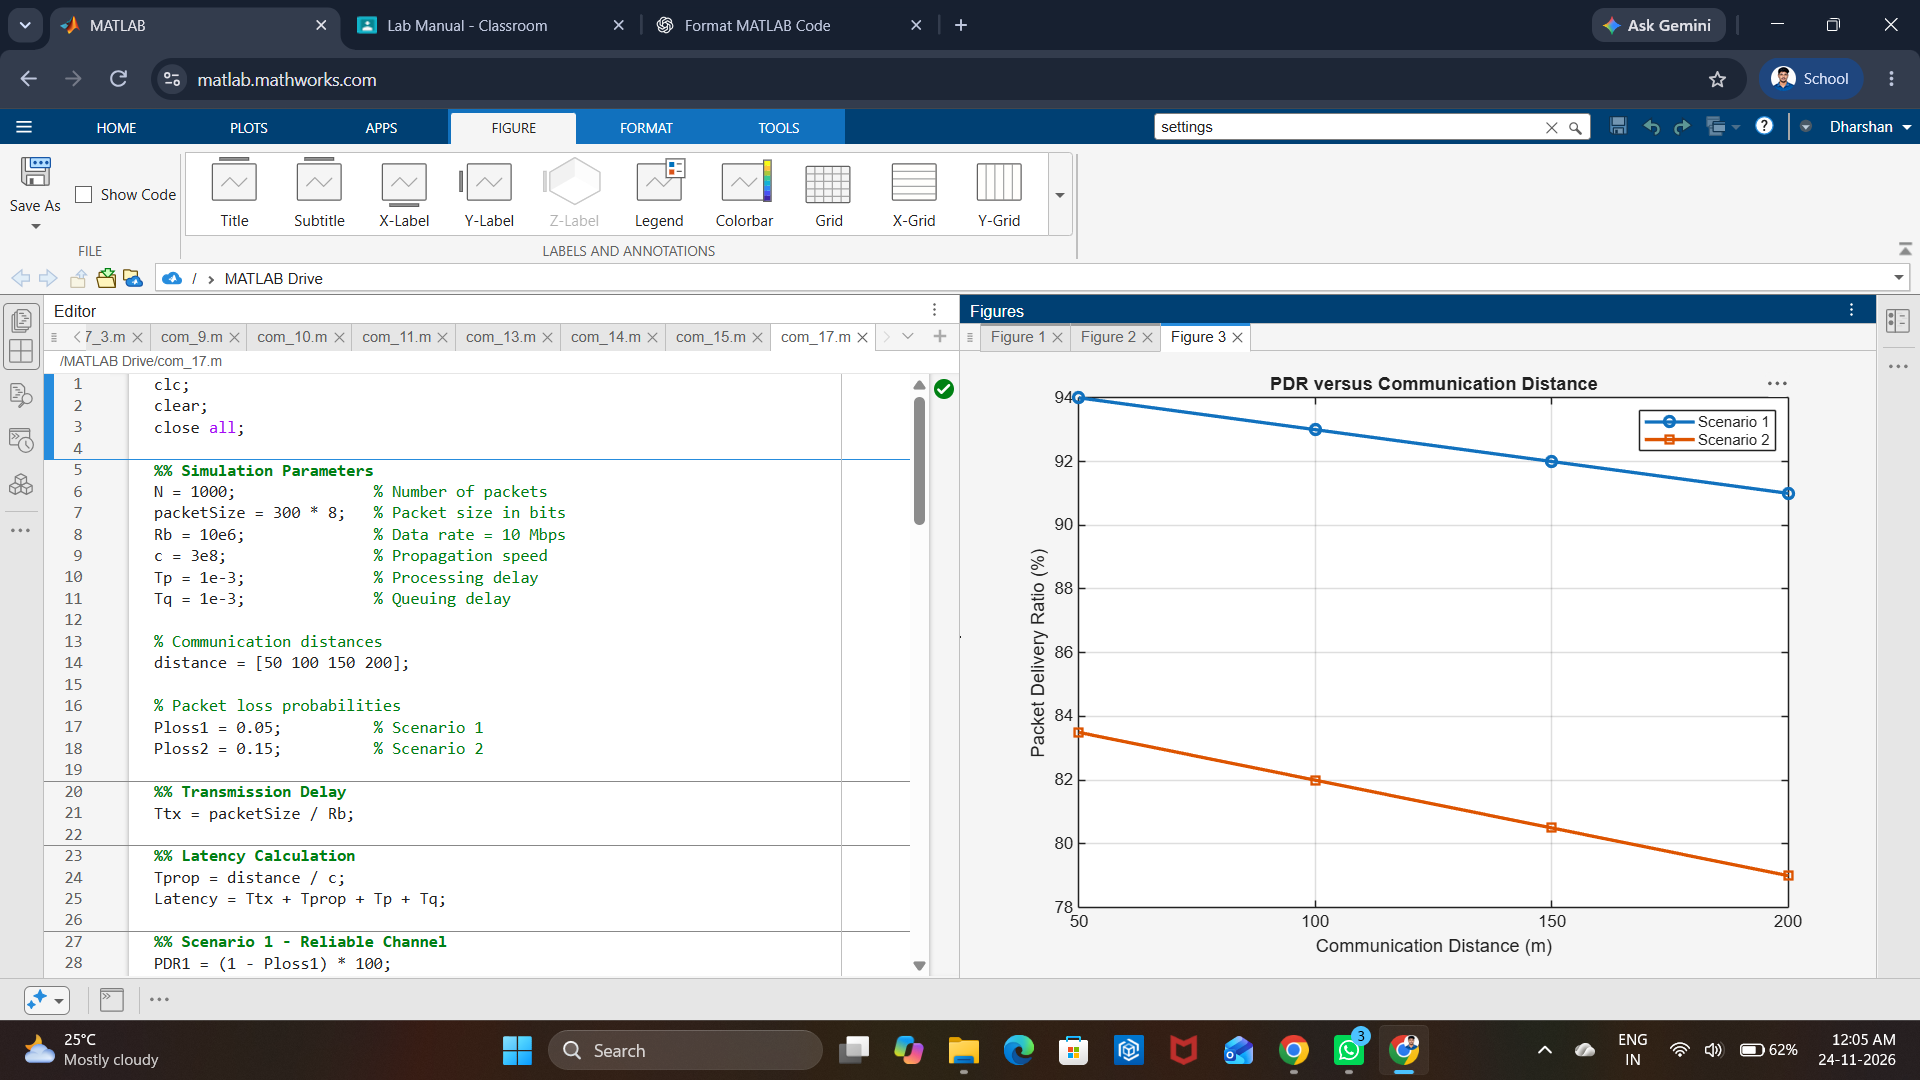 MATLAB
Lab Manual - Classroom
Format MATLAB Code
Ask Gemini
matlab.mathworks.com
School
HOME
PLOTS
APPS
FIGURE
FORMAT
TOOLS
settings
Dharshan
Save As
Show Code
FILE
Title
Subtitle
X-Label
Y-Label
Z-Label
Legend
Colorbar
Grid
X-Grid
Y-Grid
LABELS AND ANNOTATIONS
/ › MATLAB Drive
Editor
7_3.m
com_9.m
com_10.m
com_11.m
com_13.m
com_14.m
com_15.m
com_17.m
/MATLAB Drive/com_17.m
1 clc;
2 clear;
3 close all;
4
5 %% Simulation Parameters
6 N = 1000; % Number of packets
7 packetSize = 300 * 8; % Packet size in bits
8 Rb = 10e6; % Data rate = 10 Mbps
9 c = 3e8; % Propagation speed
10 Tp = 1e-3; % Processing delay
11 Tq = 1e-3; % Queuing delay
12
13 % Communication distances
14 distance = [50 100 150 200];
15
16 % Packet loss probabilities
17 Ploss1 = 0.05; % Scenario 1
18 Ploss2 = 0.15; % Scenario 2
19
20 %% Transmission Delay
21 Ttx = packetSize / Rb;
22
23 %% Latency Calculation
24 Tprop = distance / c;
25 Latency = Ttx + Tprop + Tp + Tq;
26
27 %% Scenario 1 - Reliable Channel
28 PDR1 = (1 - Ploss1) * 100;
Figures
Figure 1
Figure 2
Figure 3
PDR versus Communication Distance
Scenario 1
Scenario 2
Packet Delivery Ratio (%)
94
92
90
88
86
84
82
80
78
50
100
150
200
Communication Distance (m)
25°C
Mostly cloudy
Search
3
ENG
IN
62%
12:05 AM
24-11-2026